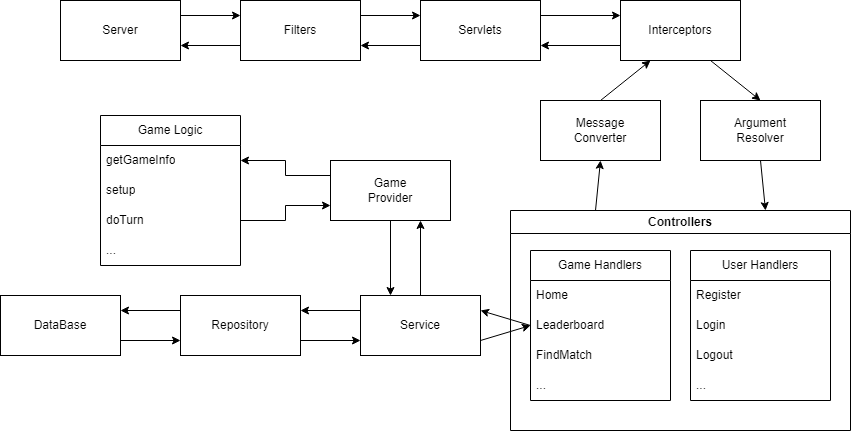 Server
Filters
Servlets
Interceptors
Message
Converter
Argument
Resolver
Game Logic
getGameInfo
setup
doTurn
...
Game
Provider
Controllers
Game Handlers
Home
Leaderboard
FindMatch
...
User Handlers
Register
Login
Logout
...
DataBase
Repository
Service